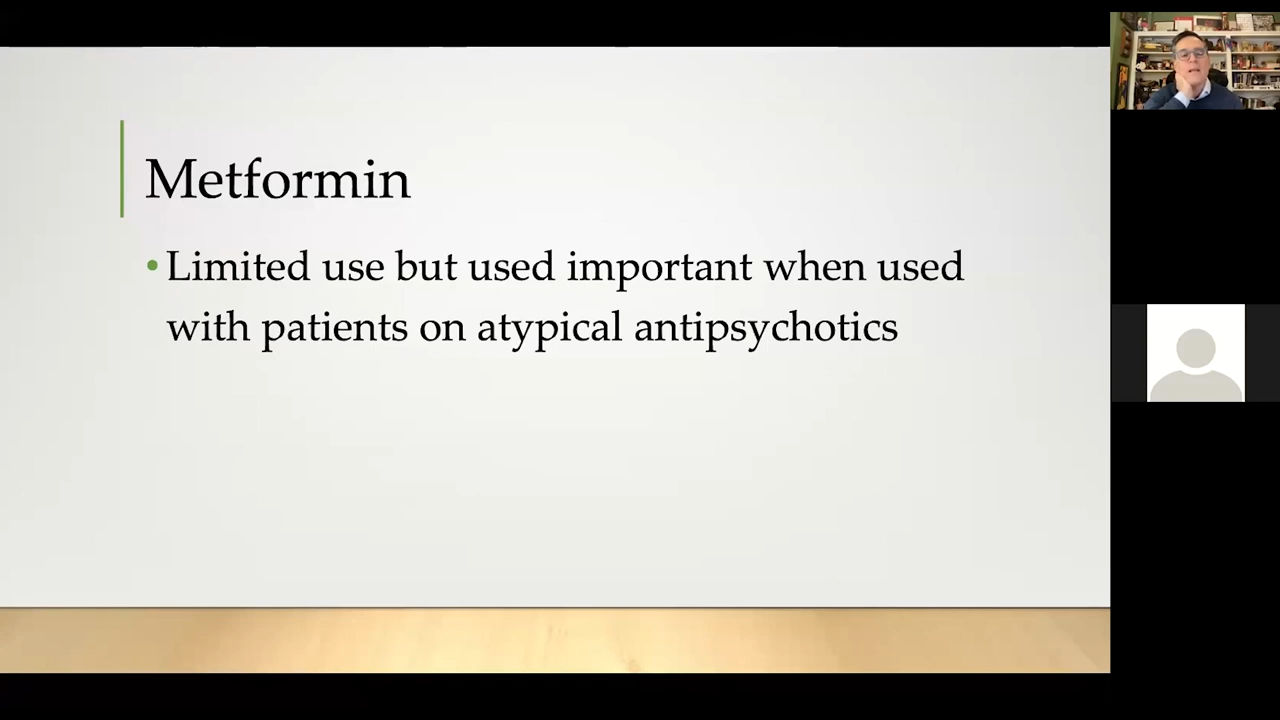 Metformin
• Limited use but used important when used
with patients on atypical antipsychotics